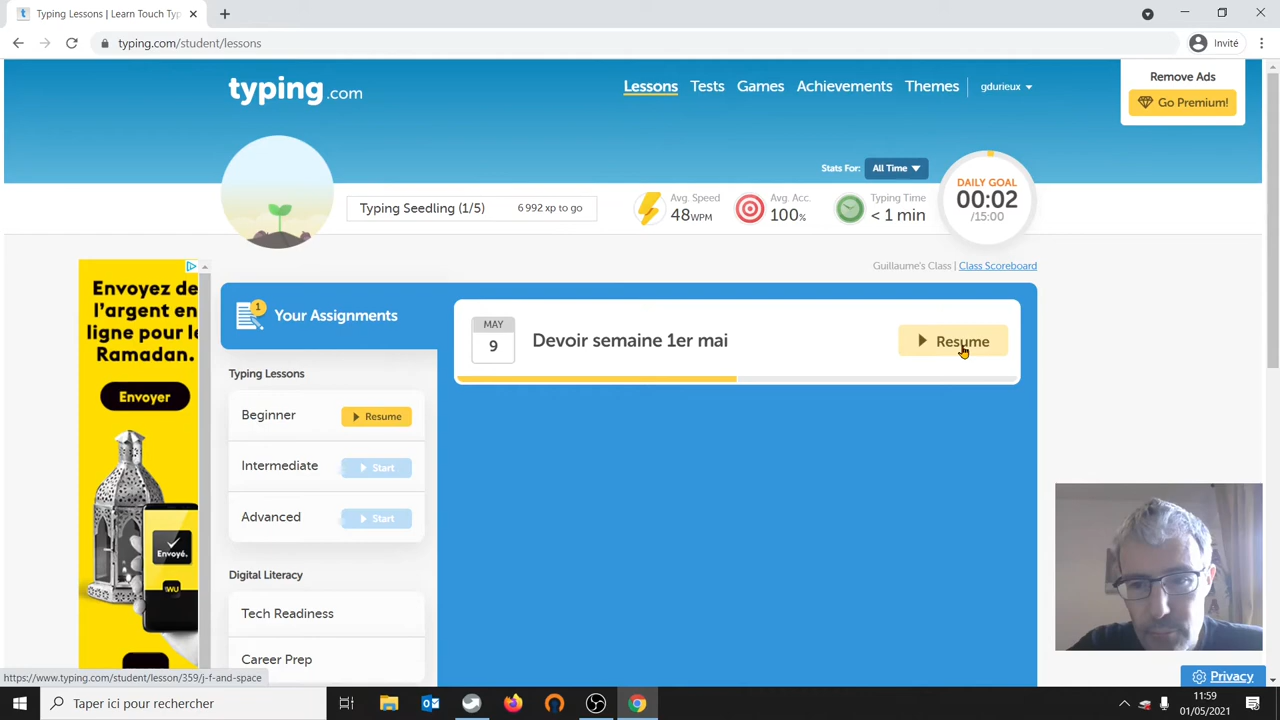 Typing Lessons | Learn Touch Typ
typing.com/student/lessons
Invité
typing.com
Lessons
Tests
Games
Achievements
Themes
gdurieux
Remove Ads
Go Premium!
Stats For:
All Time
Typing Seedling (1/5)
6 992 xp to go
Avg. Speed
48WPM
Avg. Acc.
100%
Typing Time
< 1 min
DAILY GOAL
00:02
/15:00
Guillaume's Class | Class Scoreboard
Envoyez de
l'argent en
ligne pour le
Ramadan.
Envoyer
Envoyé.
WU
1
Your Assignments
MAY
9
Devoir semaine 1er mai
Resume
Typing Lessons
Beginner
Resume
Intermediate
Start
Advanced
Start
Digital Literacy
Tech Readiness
Career Prep
https://www.typing.com/student/lesson/359/j-f-and-space
Privacy
Taper ici pour rechercher
11:59
01/05/2021